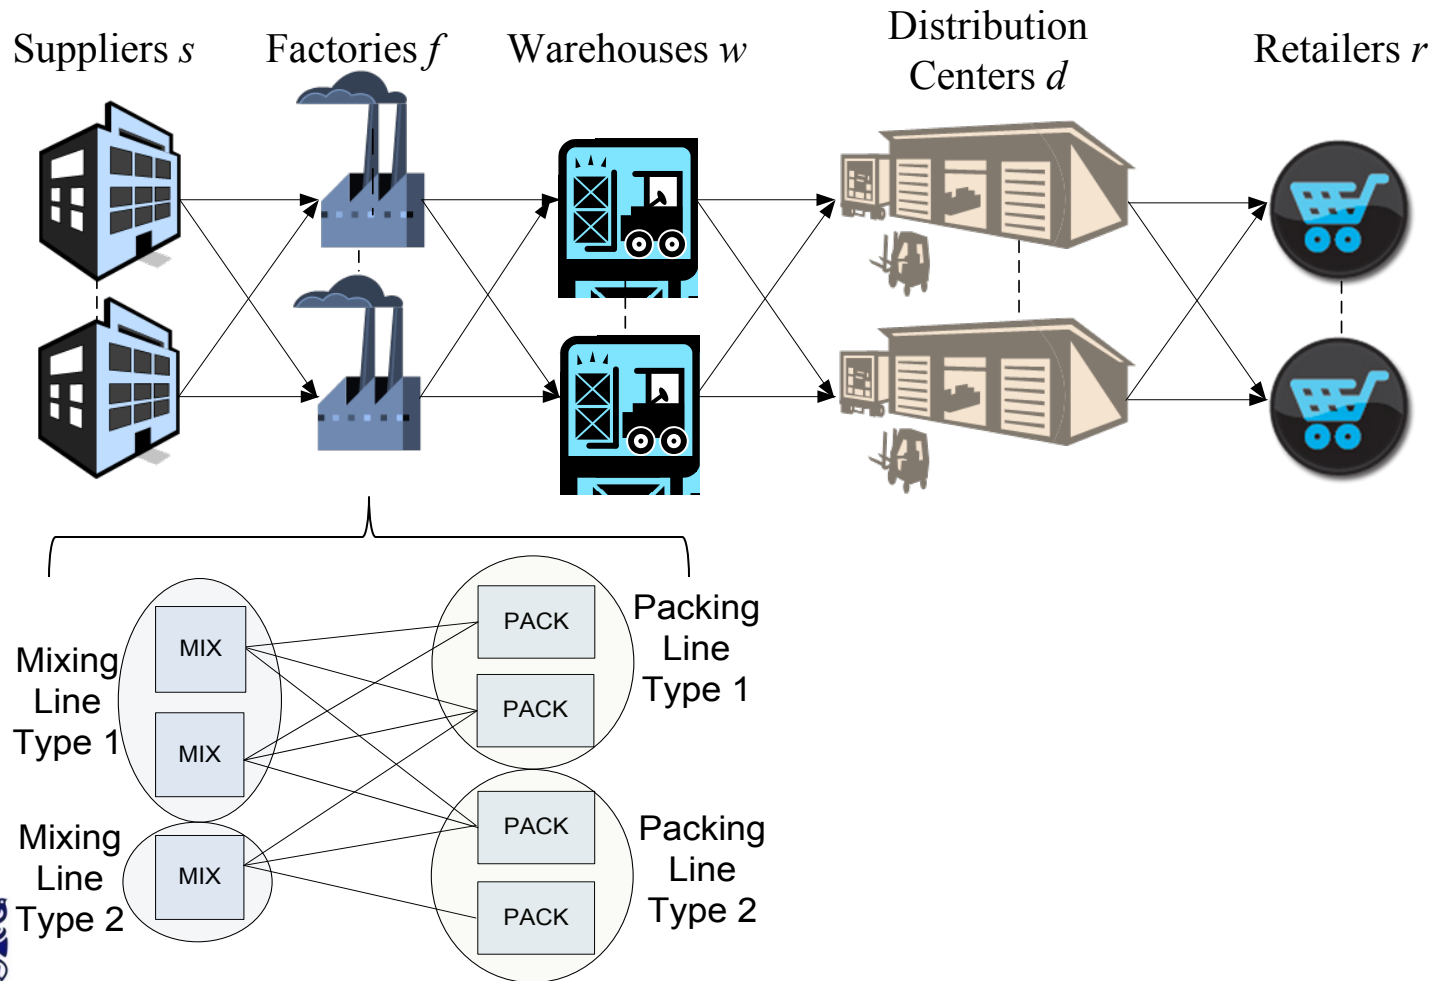 Suppliers s
Factories f
Warehouses w
Distribution
Centers d
Retailers r
Mixing
Line
Type 1
MIX
MIX
PACK
PACK
Packing
Line
Type 1
Mixing
Line
Type 2
MIX
PACK
PACK
Packing
Line
Type 2